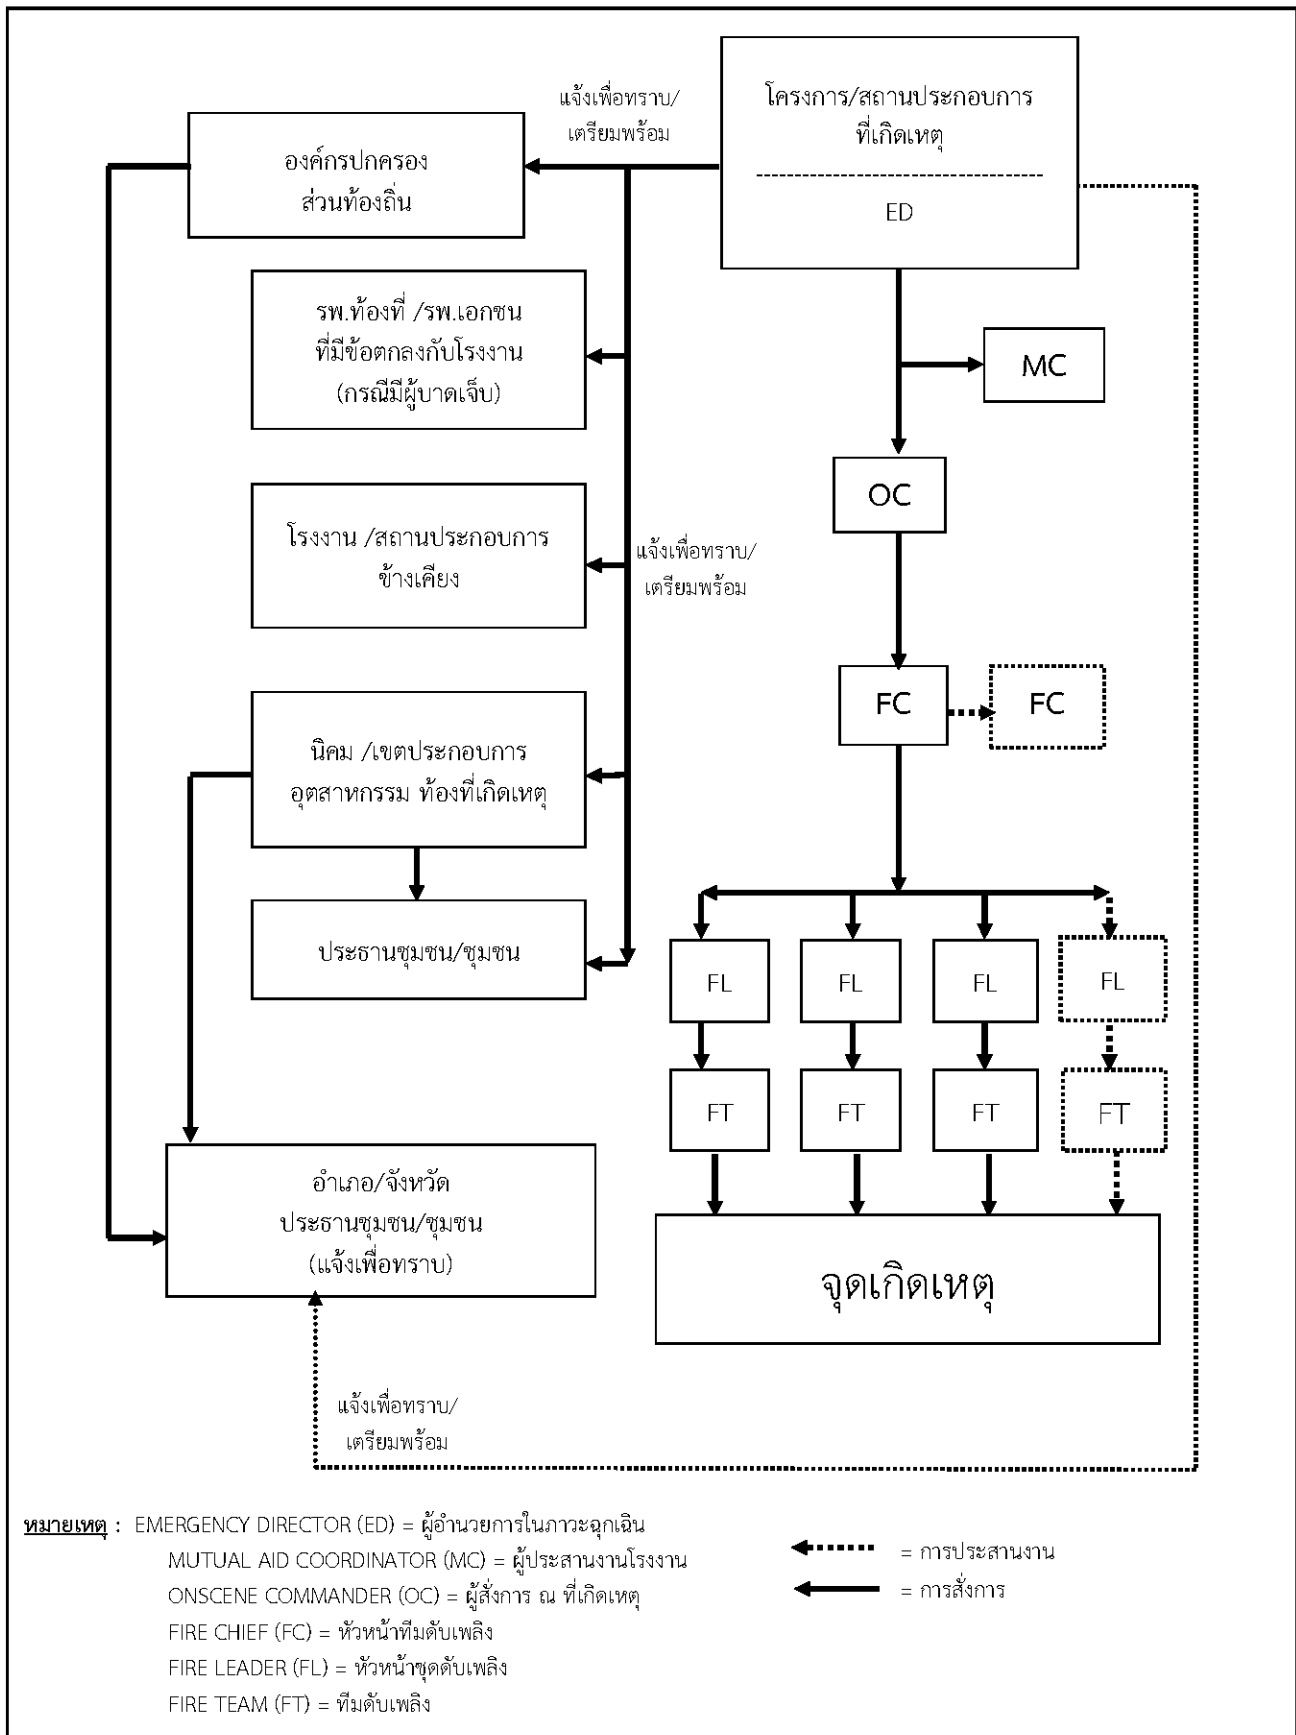 แจ้งเพื่อทราบ/
เตรียมพร้อม
โครงการ/สถานประกอบการ
ที่เกิดเหตุ
ED
องค์กรปกครอง
ส่วนท้องถิ่น
รพ.ท้องที่ /รพ.เอกชน
ที่มีข้อตกลงกับโรงงาน
(กรณีมีผู้บาดเจ็บ)
MC
OC
โรงงาน /สถานประกอบการ
ข้างเคียง
แจ้งเพื่อทราบ/
เตรียมพร้อม
FC
FC
นิคม /เขตประกอบการ
อุตสาหกรรม ท้องที่เกิดเหตุ
ประธานชุมชน/ชุมชน
FL
FL
FL
FL
FT
FT
FT
FT
อำเภอ/จังหวัด
ประธานชุมชน/ชุมชน
(แจ้งเพื่อทราบ)
จุดเกิดเหตุ
แจ้งเพื่อทราบ/
เตรียมพร้อม
หมายเหตุ : EMERGENCY DIRECTOR (ED) = ผู้อำนวยการในภาวะฉุกเฉิน
MUTUAL AID COORDINATOR (MC) = ผู้ประสานงานโรงงาน
ONSCENE COMMANDER (OC) = ผู้สั่งการ ณ ที่เกิดเหตุ
FIRE CHIEF (FC) = หัวหน้าทีมดับเพลิง
FIRE LEADER (FL) = หัวหน้าชุดดับเพลิง
FIRE TEAM (FT) = ทีมดับเพลิง
= การประสานงาน
= การสั่งการ